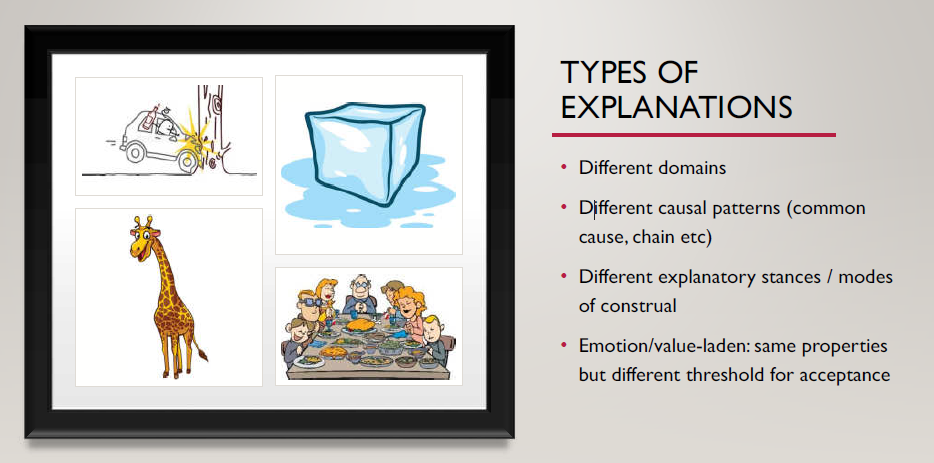 TYPES OF
EXPLANATIONS
• Different domains
• Different causal patterns (common
cause, chain etc)
• Different explanatory stances / modes
of construal
• Emotion/value-laden: same properties
but different threshold for acceptance